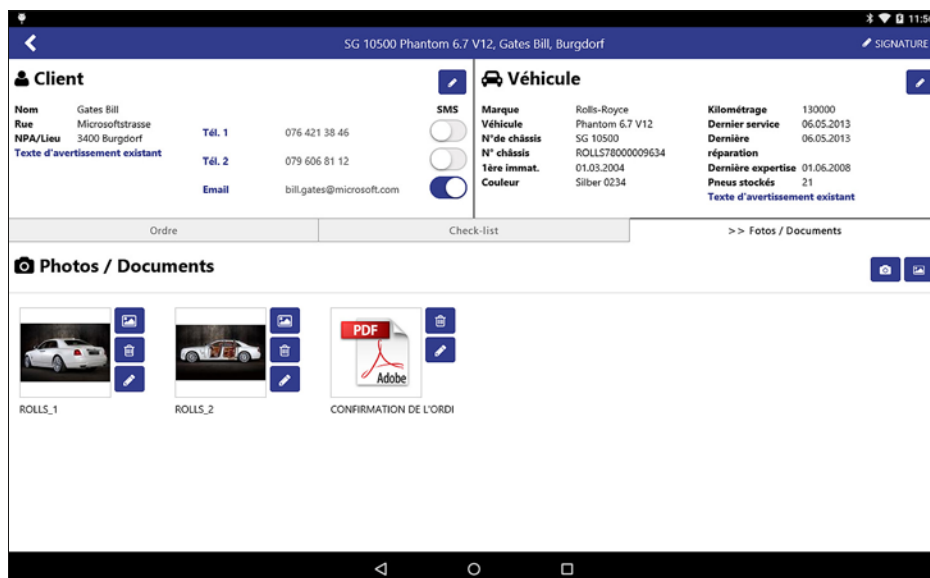 11:56
SG 10500 Phantom 6.7 V12, Gates Bill, Burgdorf
SIGNATURE
Client
SMS
Nom Gates Bill
Rue Microsoftstrasse
NPA/Lieu 3400 Burgdorf
Texte d'avertissement existant
Tél. 1 076 421 38 46
Tél. 2 079 606 81 12
Email bill.gates@microsoft.com
Véhicule
Marque Rolls-Royce
Véhicule Phantom 6.7 V12
N°de châssis SG 10500
N° châssis ROLLS78000009634
1ère immat. 01.03.2004
Couleur Silber 0234
Kilométrage 130000
Dernier service 06.05.2013
Dernière 06.05.2013
réparation
Dernière expertise 01.06.2008
Pneus stockés 21
Texte d'avertissement existant
Ordre
Check-list
>> Fotos / Documents
Photos / Documents
PDF
Adobe
ROLLS_1
ROLLS_2
CONFIRMATION DE L'ORDI